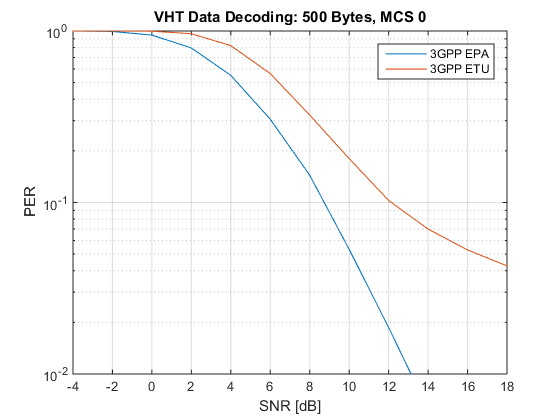 VHT Data Decoding: 500 Bytes, MCS 0
10^0
3GPP EPA
3GPP ETU
PER
10^-1
10^-2
-4 -2 0 2 4 6 8 10 12 14 16 18
SNR [dB]